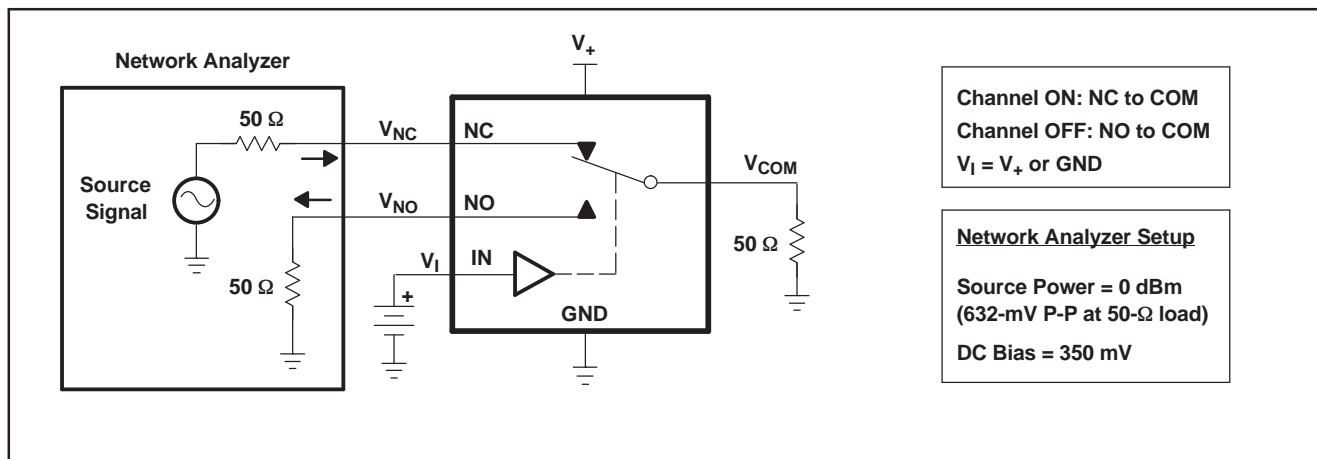 Network Analyzer
50 Ω
Source
Signal
50 Ω
V+
VNC
NC
VNO
NO
VI
IN
+
GND
VCOM
50 Ω
Channel ON: NC to COM
Channel OFF: NO to COM
VI = V+ or GND
Network Analyzer Setup
Source Power = 0 dBm
(632-mV P-P at 50-Ω load)
DC Bias = 350 mV